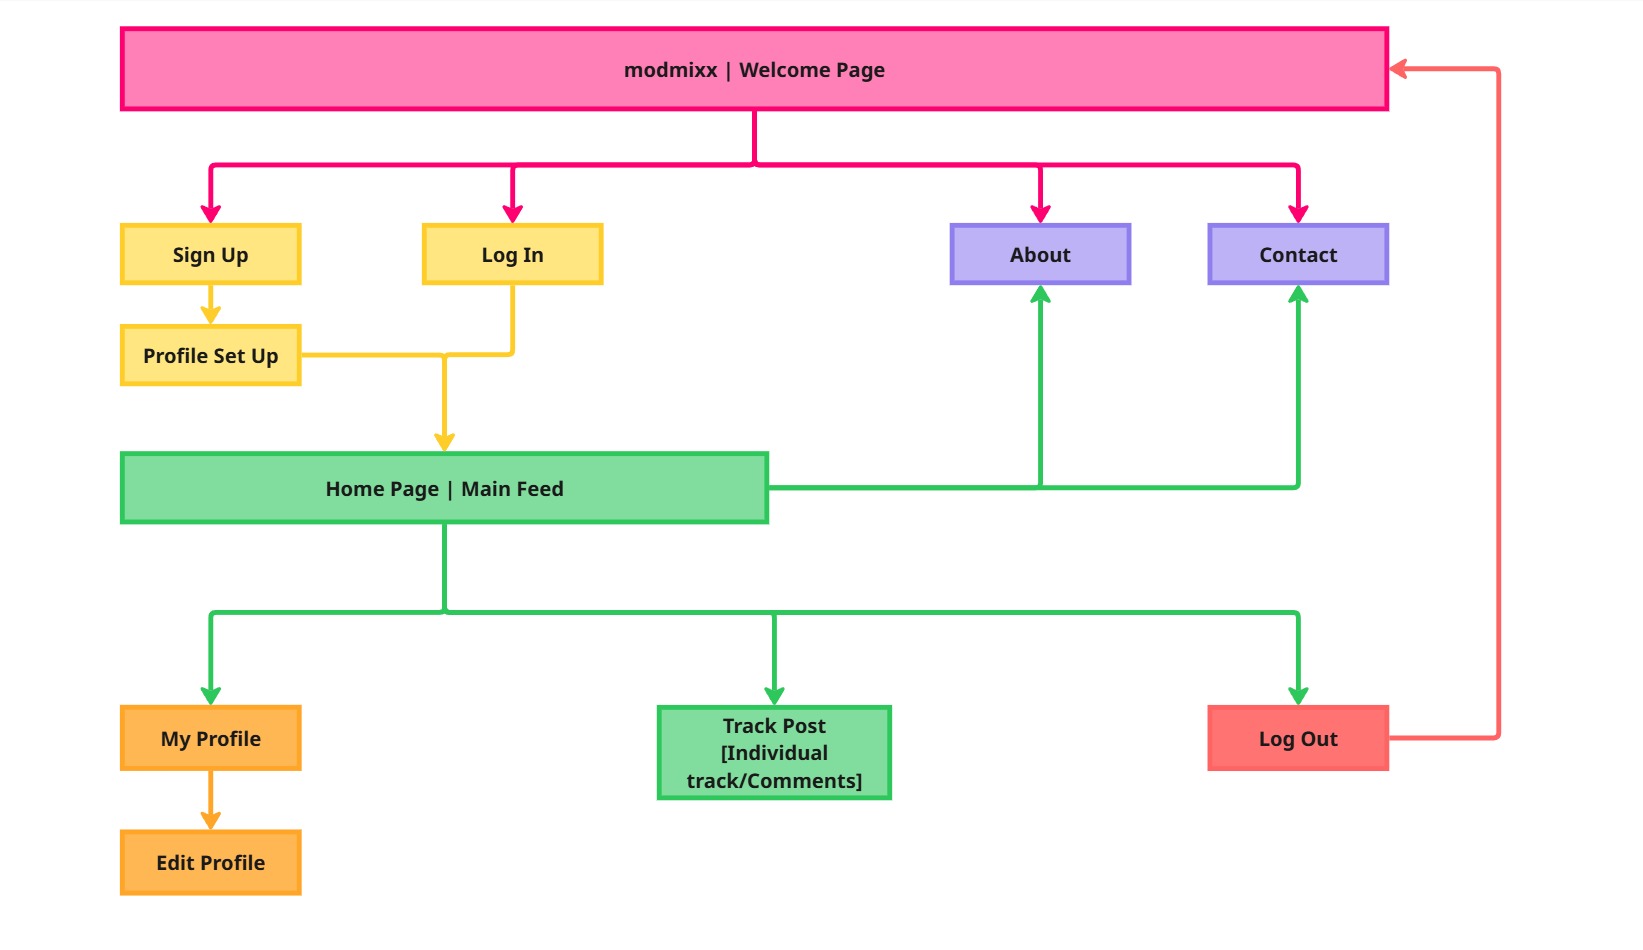 modmixx | Welcome Page
Sign Up
Log In
About
Contact
Profile Set Up
Home Page | Main Feed
My Profile
Track Post
[Individual
track/Comments]
Log Out
Edit Profile